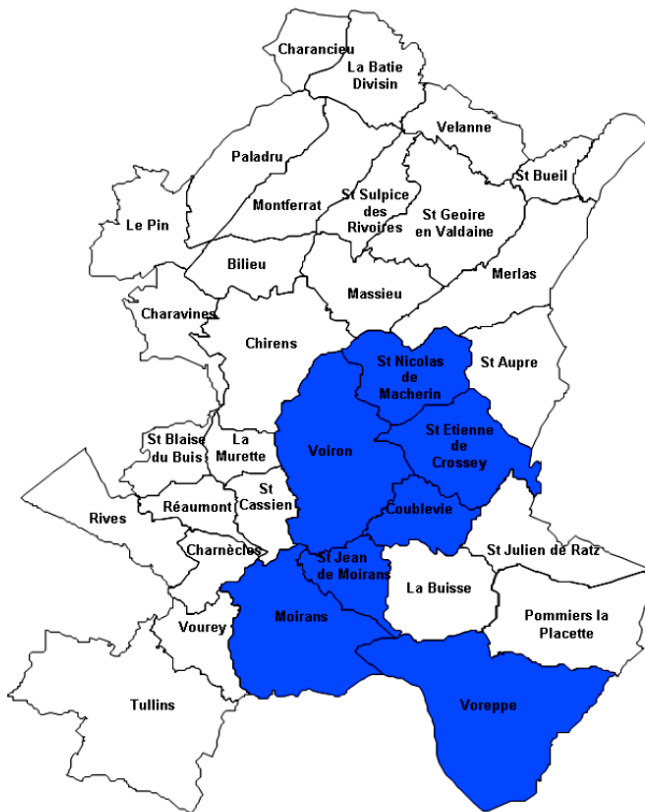 Charancieu
La Batie
Divisin
Velanne
Paladru
St Bueil
Montferrat
St Sulpice
des
Rivoires
St Geoire
en Valdaine
Le Pin
Bilieu
Massieu
Merlas
Charavines
Chirens
St Nicolas
de
Macherin
St Aupre
St Etienne
de
Crossey
St Blaise
du Buis
La
Murette
Voiron
St
Cassien
Réaumont
Coublevie
Rives
Charnècles
St Jean
de Moirans
St Julien de Ratz
La Buisse
Moirans
Pommiers la
Placette
Vourey
Tullins
Voreppe